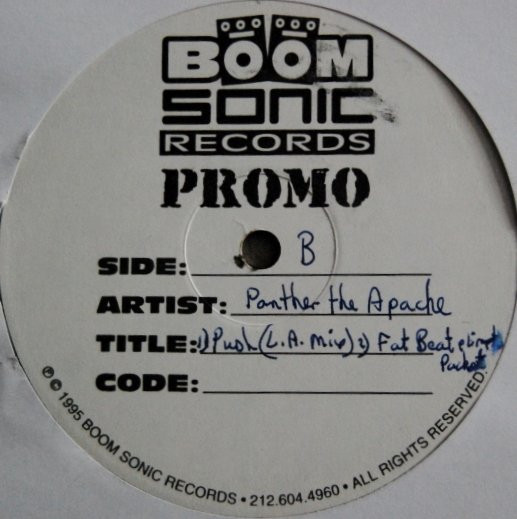 BOOM
SONIC
RECORDS
PROMO
SIDE: B
ARTIST: Panther the Apache
TITLE: 1) Push (L.A. Mix) 2) Fat Beat
Packet
CODE:
℗ © 1995 BOOM SONIC RECORDS • 212.604.4960 • ALL RIGHTS RESERVED.